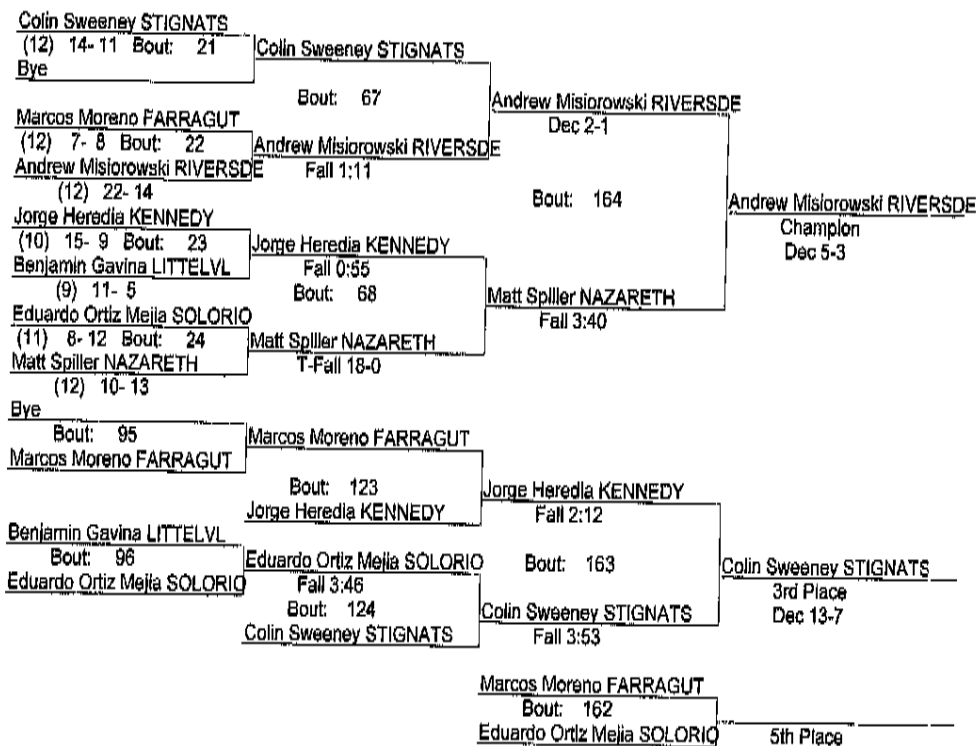 Colin Sweeney STIGNATS
(12) 14- 11 Bout: 21
Bye
Colin Sweeney STIGNATS
Bout: 67
Marcos Moreno FARRAGUT
(12) 7- 8 Bout: 22
Andrew Misiorowski RIVERSDE
(12) 22- 14
Andrew Misiorowski RIVERSDE
Fall 1:11
Andrew Misiorowski RIVERSDE
Dec 2-1
Bout: 164
Andrew Misiorowski RIVERSDE
Champion
Dec 5-3
Jorge Heredia KENNEDY
(10) 15- 9 Bout: 23
Benjamin Gavina LITTELVL
(9) 11- 5
Jorge Heredia KENNEDY
Fall 0:55
Bout: 68
Eduardo Ortiz Mejia SOLORIO
(11) 8- 12 Bout: 24
Matt Spiller NAZARETH
(12) 10- 13
Matt Spiller NAZARETH
T-Fall 18-0
Matt Spiller NAZARETH
Fall 3:40
Bye
Bout: 95
Marcos Moreno FARRAGUT
Marcos Moreno FARRAGUT
Bout: 123
Jorge Heredia KENNEDY
Jorge Heredia KENNEDY
Fall 2:12
Benjamin Gavina LITTELVL
Bout: 96
Eduardo Ortiz Mejia SOLORIO
Eduardo Ortiz Mejia SOLORIO
Fall 3:46
Bout: 124
Colin Sweeney STIGNATS
Bout: 163
Colin Sweeney STIGNATS
Fall 3:53
Colin Sweeney STIGNATS
3rd Place
Dec 13-7
Marcos Moreno FARRAGUT
Bout: 162
Eduardo Ortiz Mejia SOLORIO
5th Place